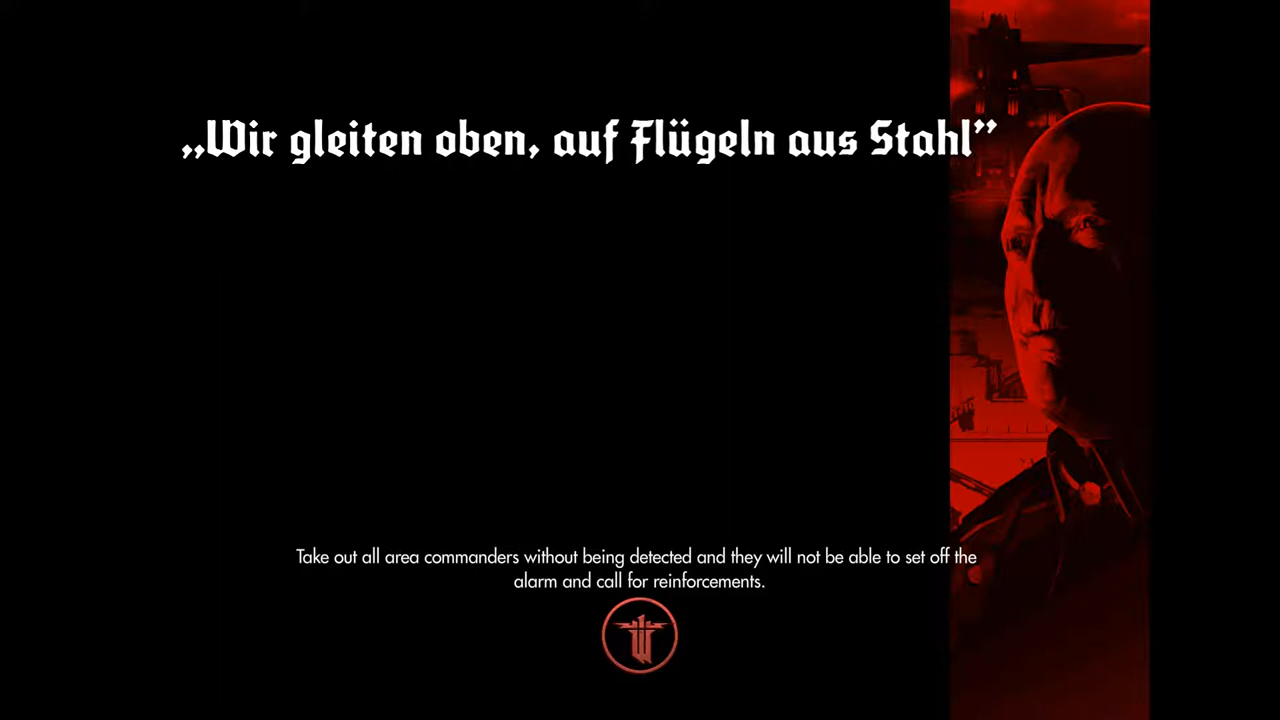 „Wir gleiten oben, auf Flügeln aus Stahl”
Take out all area commanders without being detected and they will not be able to set off the
alarm and call for reinforcements.